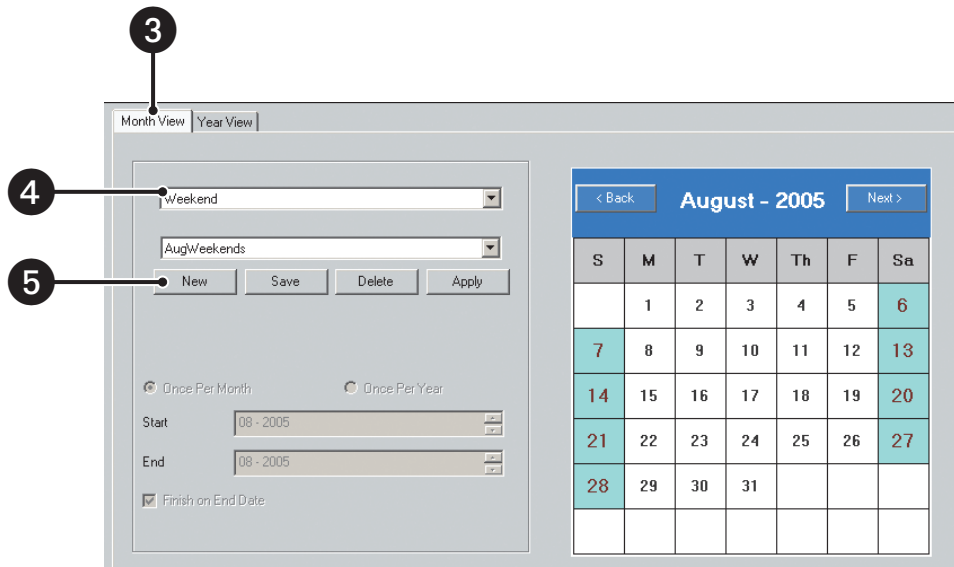 3
Month View Year View
4
Weekend
AugWeekends
5
New Save Delete Apply
Once Per Month Once Per Year
Start 08 - 2005
End 08 - 2005
Finish on End Date
< Back August - 2005 Next >
S M T W Th F Sa
1 2 3 4 5 6
7 8 9 10 11 12 13
14 15 16 17 18 19 20
21 22 23 24 25 26 27
28 29 30 31